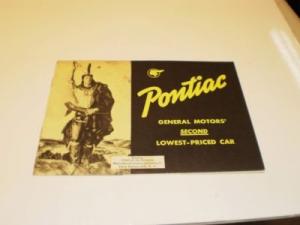 Pontiac
GENERAL MOTORS'
SECOND
LOWEST-PRICED CAR